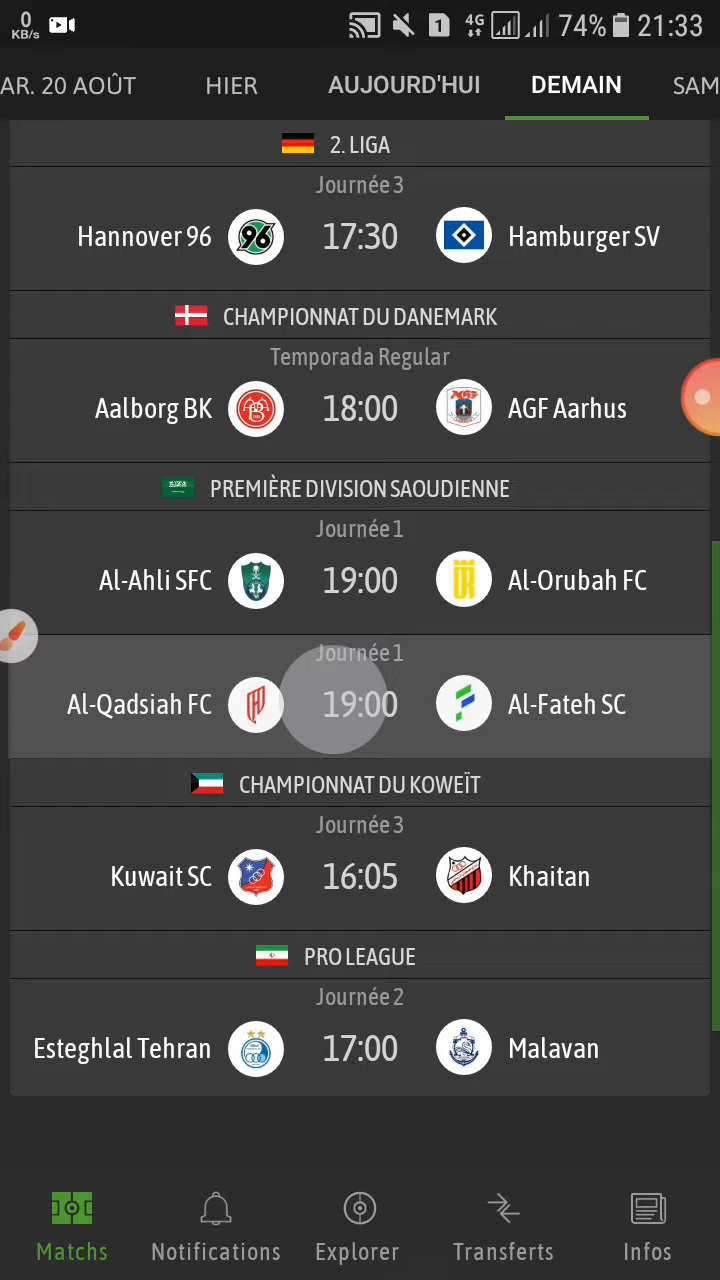 0
KB/s
1
4G
74%
21:33
AR. 20 AOÛT
HIER
AUJOURD'HUI
DEMAIN
SAM
2. LIGA
Journée 3
Hannover 96
96
17:30
Hamburger SV
CHAMPIONNAT DU DANEMARK
Temporada Regular
Aalborg BK
18:00
AGF
AGF Aarhus
PREMIÈRE DIVISION SAOUDIENNE
Journée 1
Al-Ahli SFC
19:00
Al-Orubah FC
Journée 1
Al-Qadsiah FC
19:00
Al-Fateh SC
CHAMPIONNAT DU KOWEÏT
Journée 3
Kuwait SC
16:05
Khaitan
PRO LEAGUE
Journée 2
Esteghlal Tehran
17:00
Malavan
Matchs
Notifications
Explorer
Transferts
Infos